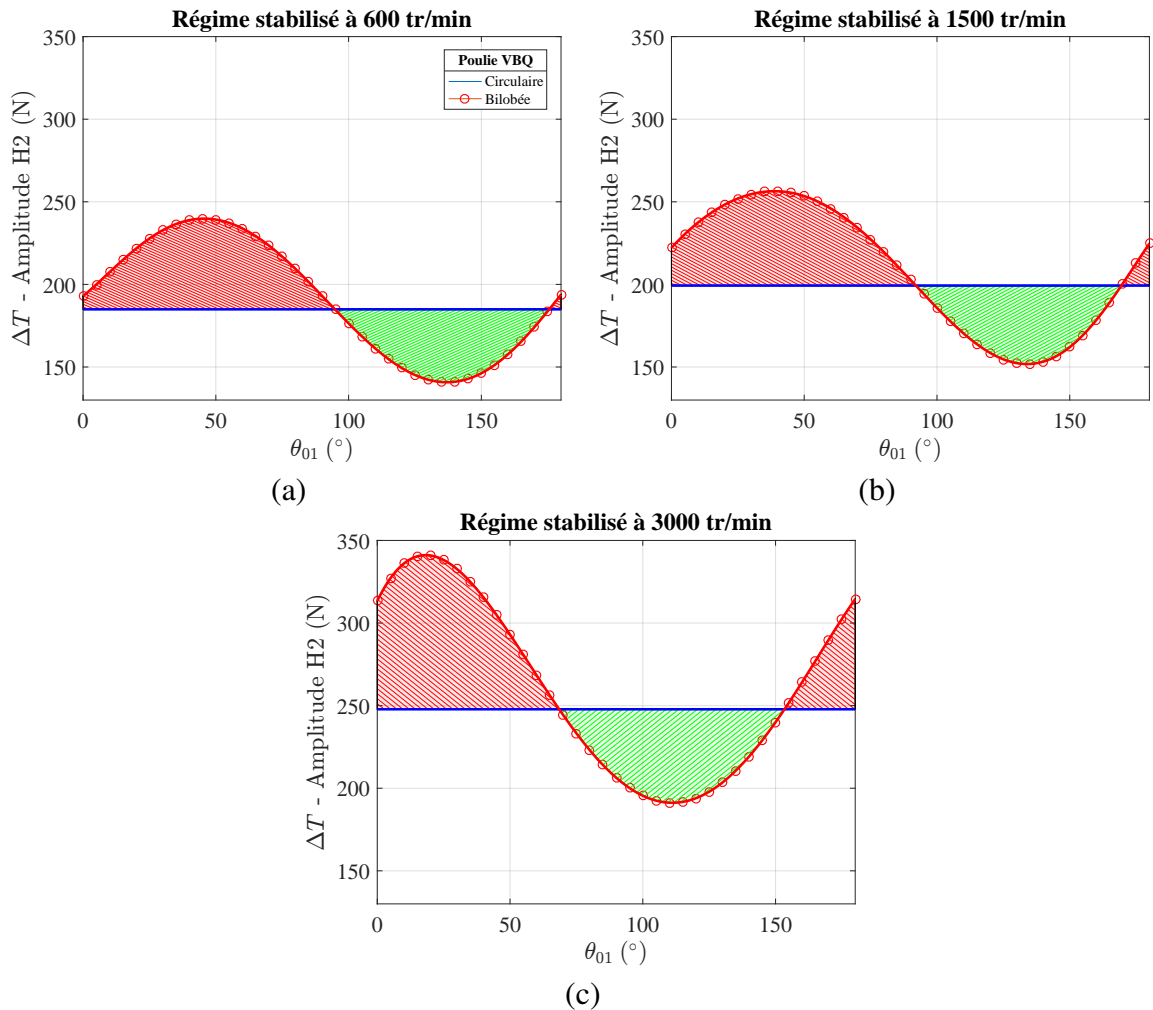 Régime stabilisé à 600 tr/min
350
300
250
200
150
0
50
100
150
ΔT - Amplitude H2 (N)
θ01 (°)
Poulie VBQ
Circulaire
Bilobée
(a)
Régime stabilisé à 1500 tr/min
350
300
250
200
150
0
50
100
150
ΔT - Amplitude H2 (N)
θ01 (°)
(b)
Régime stabilisé à 3000 tr/min
350
300
250
200
150
0
50
100
150
ΔT - Amplitude H2 (N)
θ01 (°)
(c)